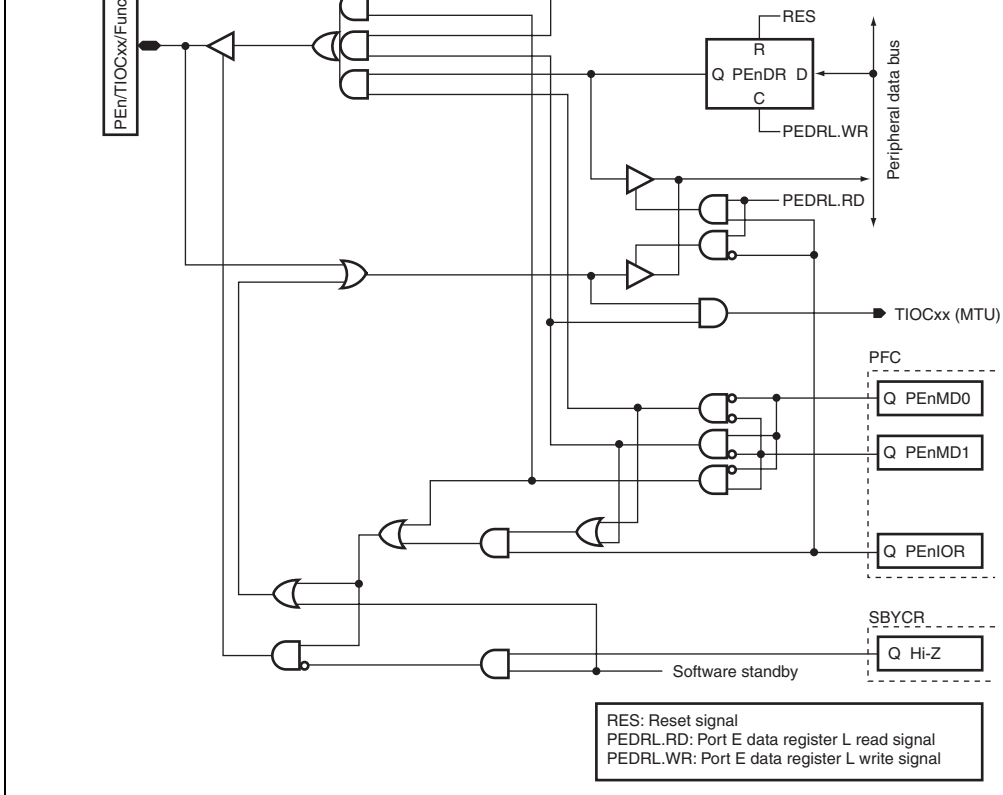 PEn/TIOCxx/Func
RES
R
Q PEnDR D
C
PEDRL.WR
Peripheral data bus
PEDRL.RD
TIOCxx (MTU)
PFC
Q PEnMD0
Q PEnMD1
Q PEnIOR
SBYCR
Q Hi-Z
Software standby
RES: Reset signal
PEDRL.RD: Port E data register L read signal
PEDRL.WR: Port E data register L write signal